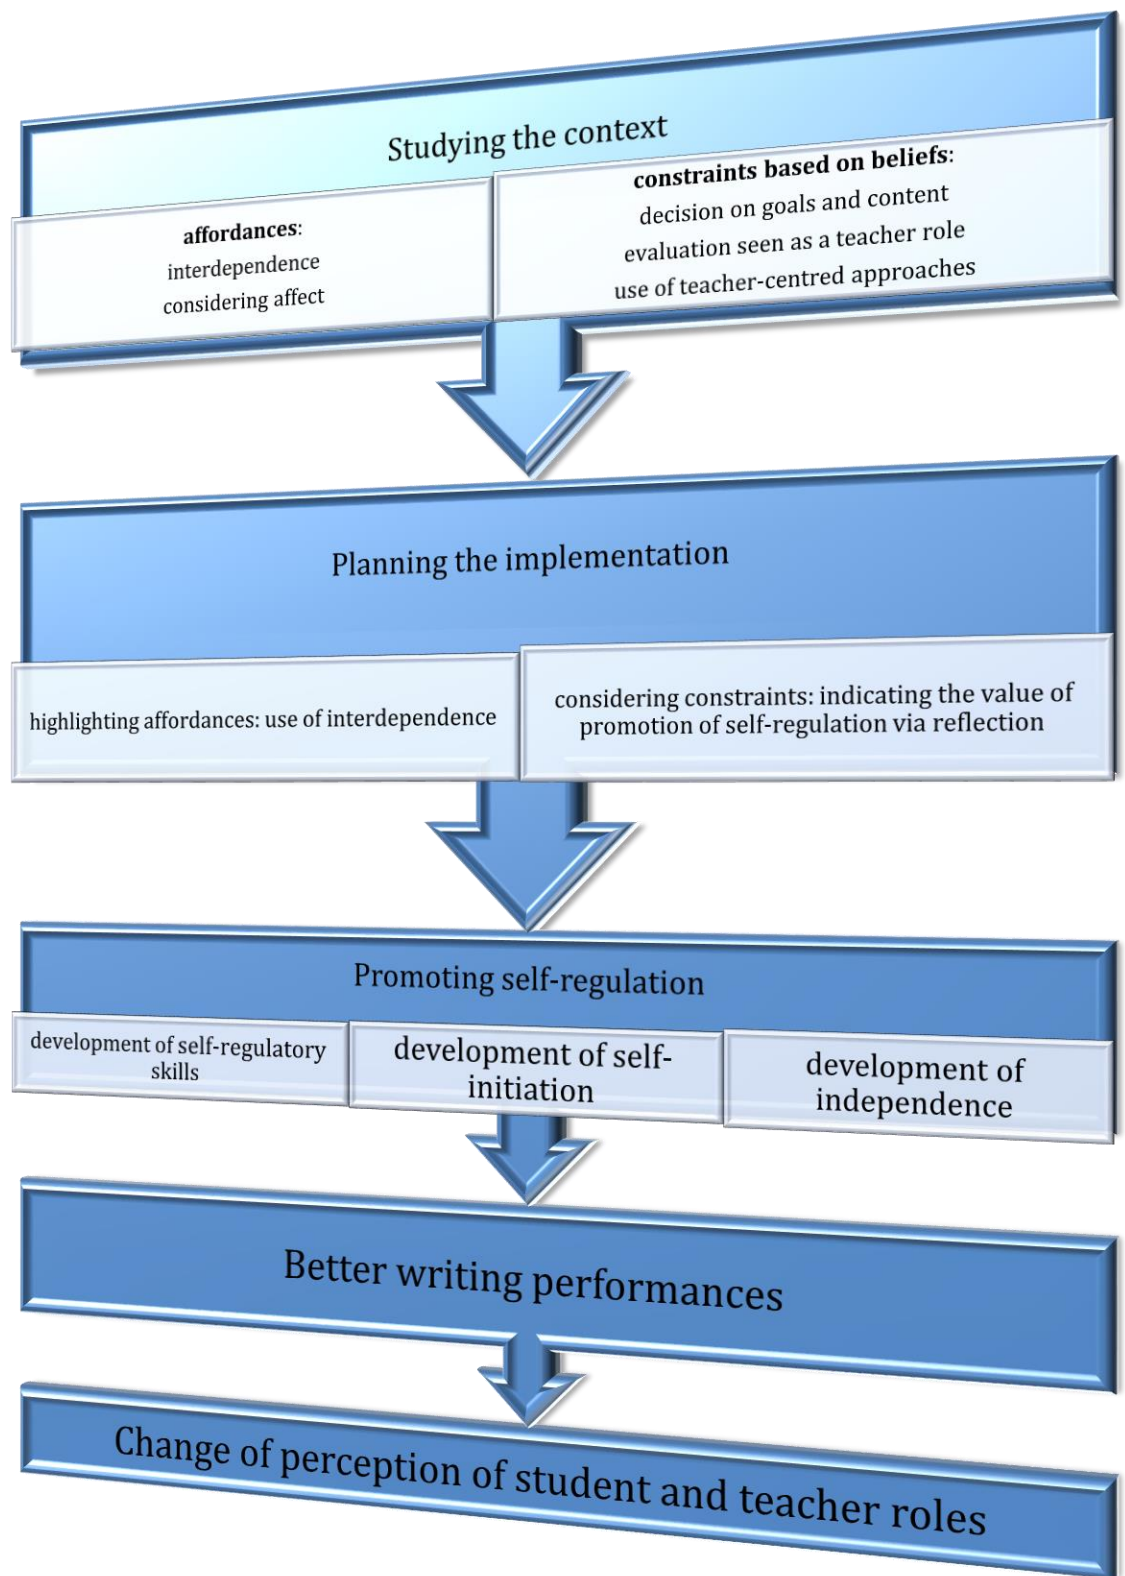 Studying the context
affordances:
interdependence
considering affect
constraints based on beliefs:
decision on goals and content
evaluation seen as a teacher role
use of teacher-centred approaches
Planning the implementation
highlighting affordances: use of interdependence
considering constraints: indicating the value of
promotion of self-regulation via reflection
Promoting self-regulation
development of self-regulatory
skills
development of self-
initiation
development of
independence
Better writing performances
Change of perception of student and teacher roles